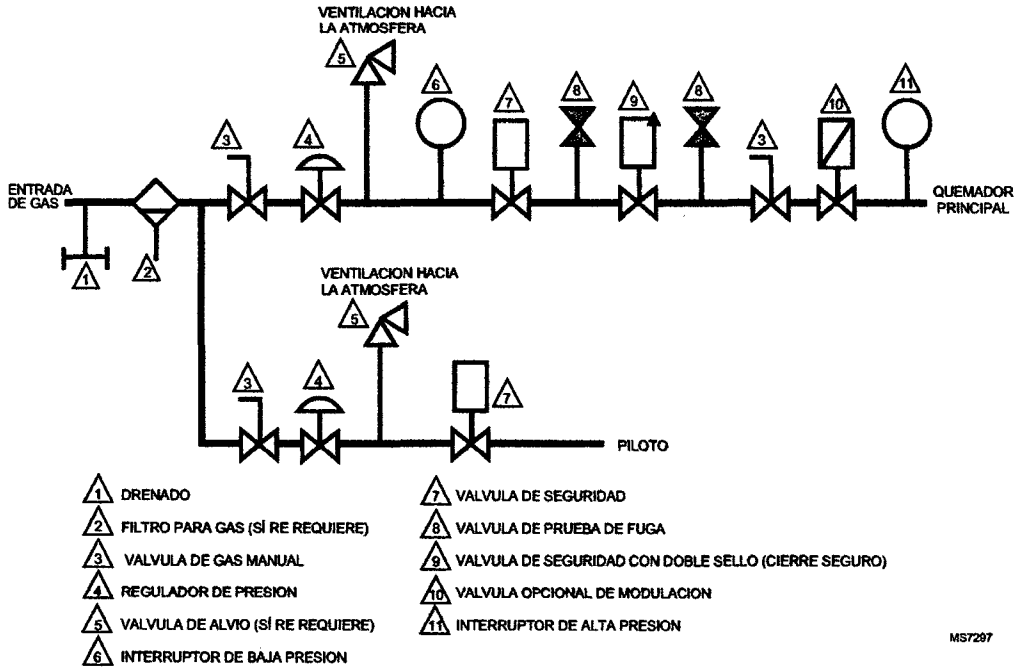 VENTILACION HACIA
LA ATMOSFERA
5
6
7
8
9
8
10
11
3
4
3
ENTRADA
DE GAS
QUEMADOR
PRINCIPAL
1
2
VENTILACION HACIA
LA ATMOSFERA
5
3
4
7
PILOTO
1 DRENADO
2 FILTRO PARA GAS (SÍ RE REQUIERE)
3 VALVULA DE GAS MANUAL
4 REGULADOR DE PRESION
5 VALVULA DE ALVIO (SÍ RE REQUIERE)
6 INTERRUPTOR DE BAJA PRESION
7 VALVULA DE SEGURIDAD
8 VALVULA DE PRUEBA DE FUGA
9 VALVULA DE SEGURIDAD CON DOBLE SELLO (CIERRE SEGURO)
10 VALVULA OPCIONAL DE MODULACION
11 INTERRUPTOR DE ALTA PRESION
MS7297